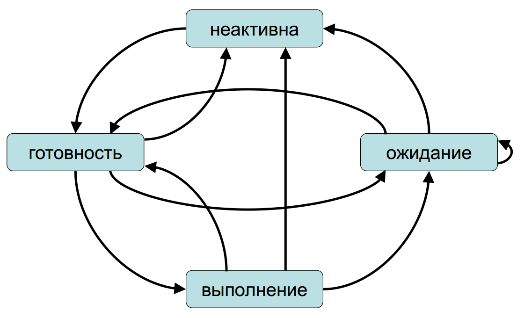 неактивна
готовность
ожидание
выполнение